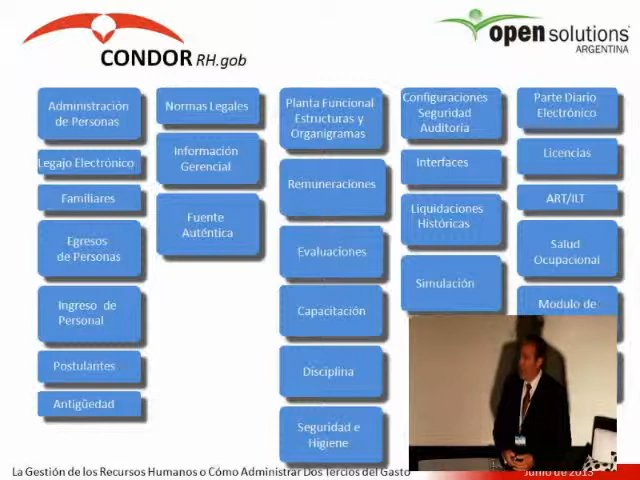 CONDOR RH.gob
open solutions
ARGENTINA
Administración
de Personas
Legajo Electrónico
Familiares
Egresos
de Personas
Ingreso de
Personal
Postulantes
Antigüedad
Normas Legales
Información
Gerencial
Fuente
Auténtica
Planta Funcional
Estructuras y
Organigramas
Remuneraciones
Evaluaciones
Capacitación
Disciplina
Seguridad e
Higiene
Configuraciones
Seguridad
Auditoria
Interfaces
Liquidaciones
Históricas
Simulación
Parte Diario
Electrónico
Licencias
ART/ILT
Salud
Ocupacional
Modulo de
La Gestión de los Recursos Humanos o Cómo Administrar Dos Tercios del Gasto
Junio de 2013